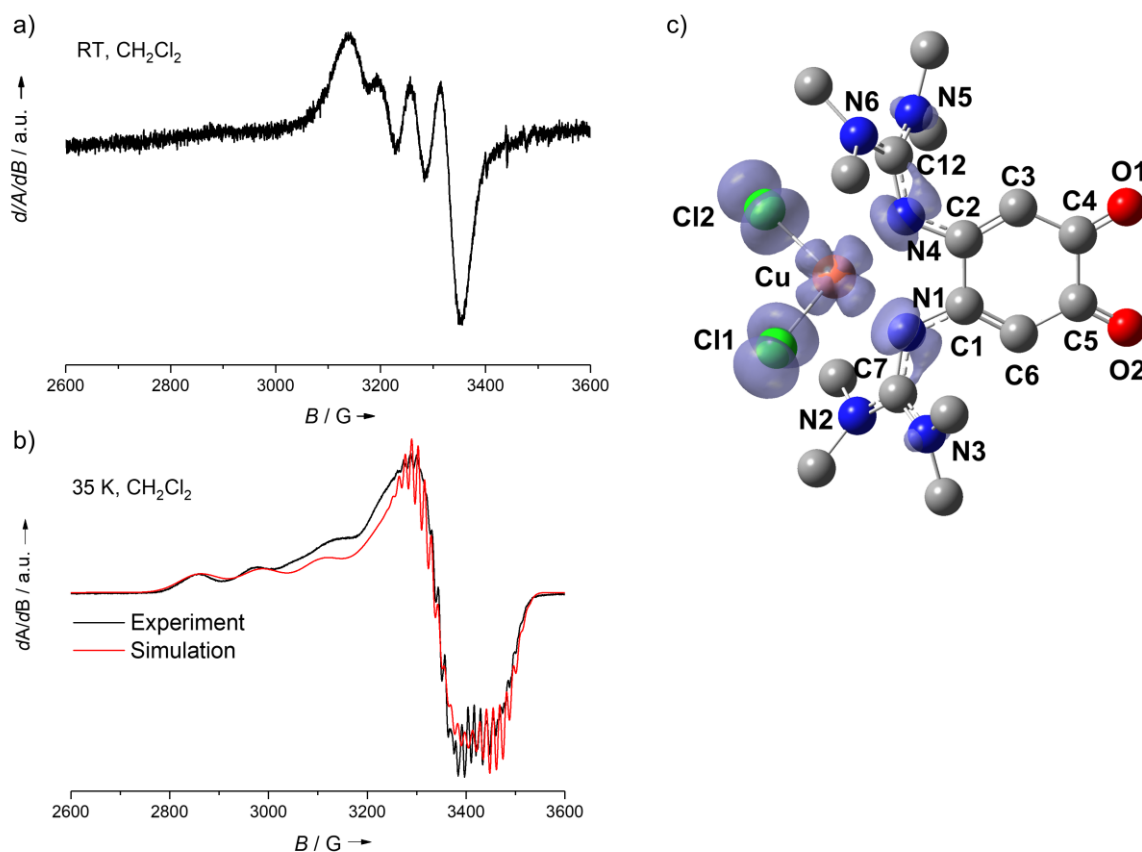 a)
RT, CH₂Cl₂
d/A/dB / a.u. →
2600 2800 3000 3200 3400 3600
B / G →
b)
35 K, CH₂Cl₂
dA/dB / a.u. →
Experiment
Simulation
2600 2800 3000 3200 3400 3600
B / G →
c)
N6 N5
C12 C3 O1
Cl2 C2 C4
N4
Cu
N1
Cl1 C1 C5
C7 C6 O2
N2 N3